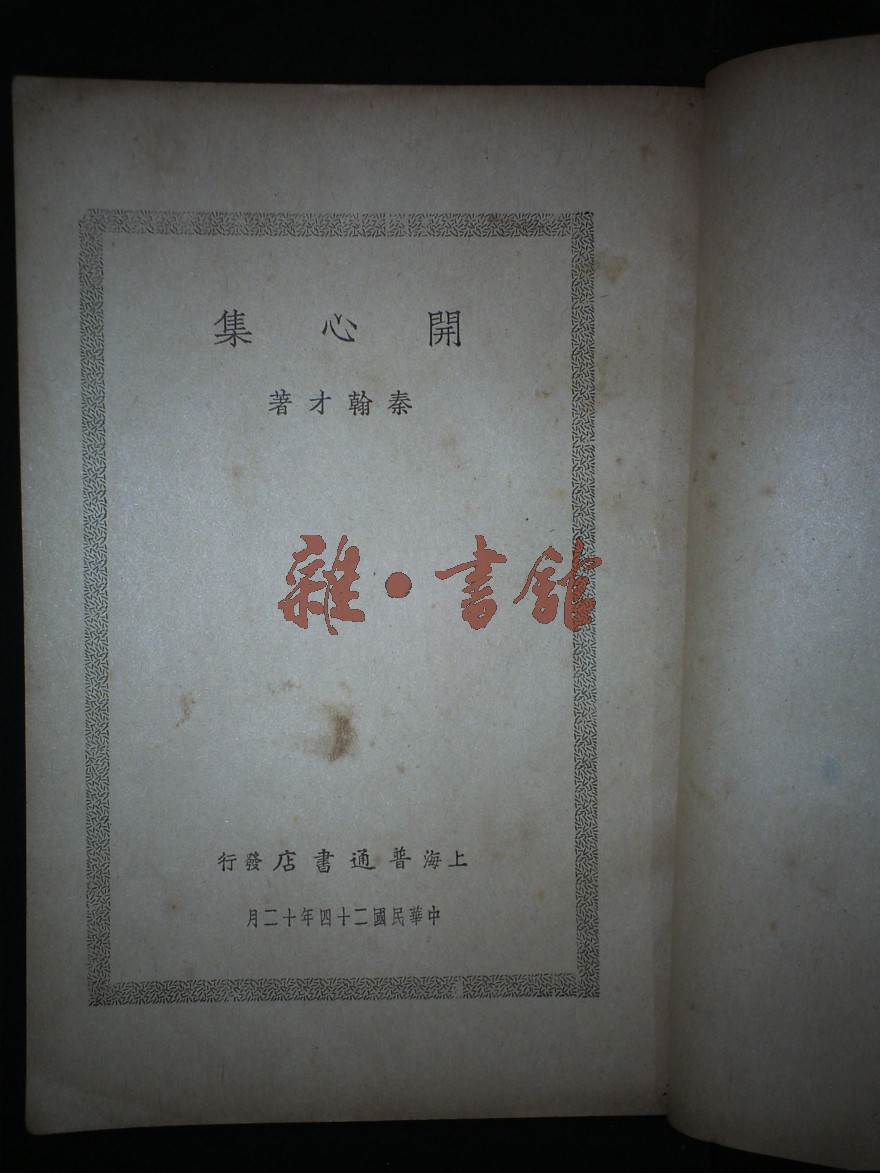 開心集
秦翰才著
雜·書館
上海普通書店發行
中華民國二十四年十二月